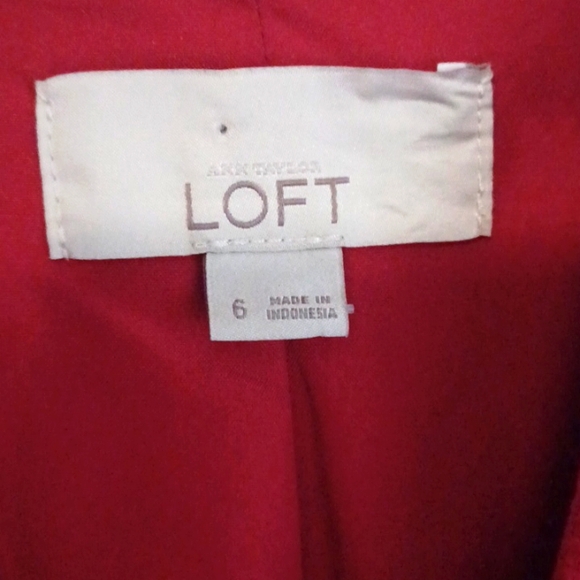 ANN TAYLOR
LOFT
6
MADE IN
INDONESIA